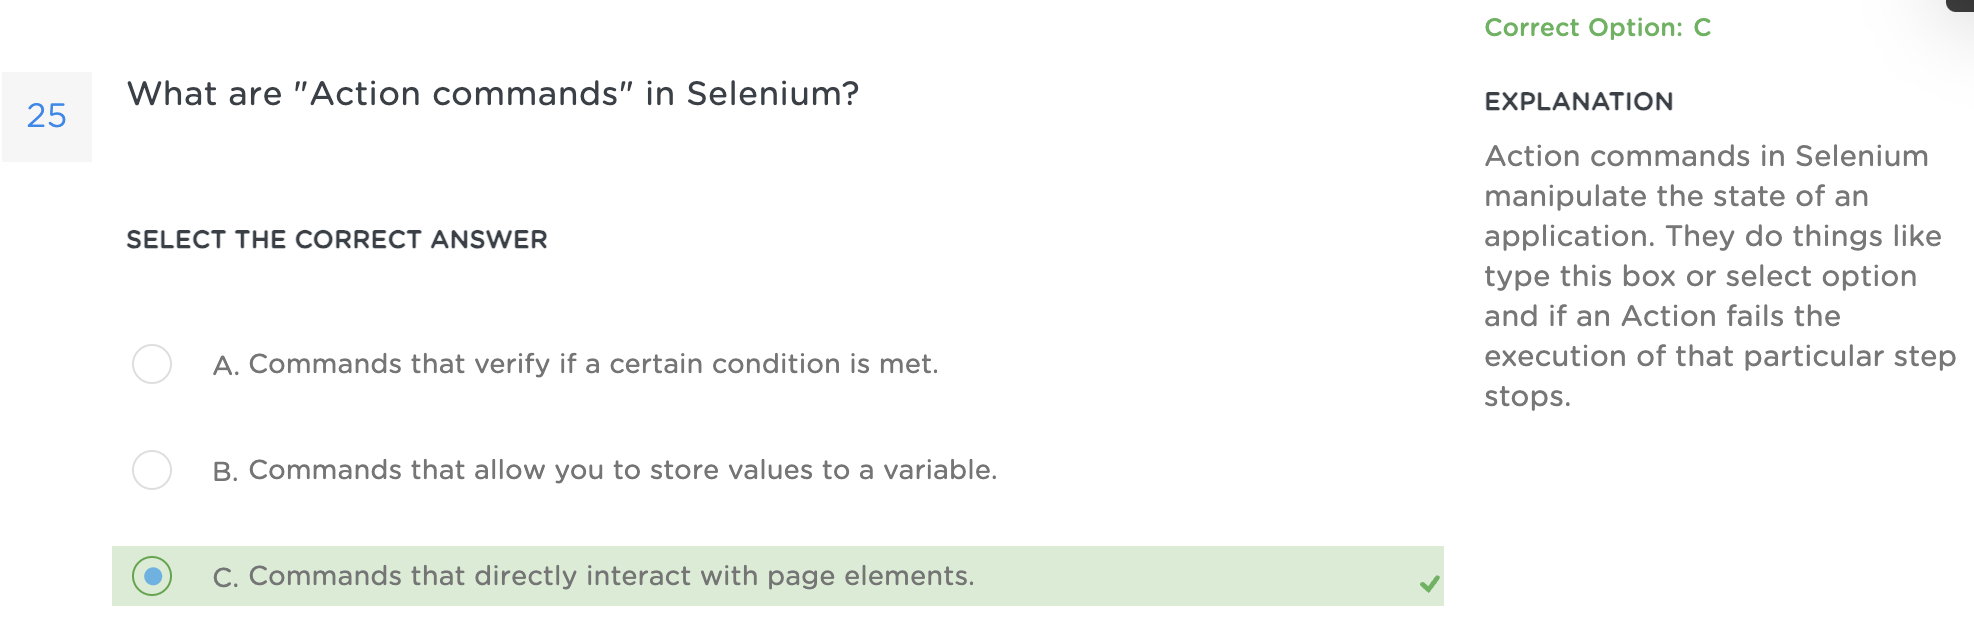 25
What are "Action commands" in Selenium?
SELECT THE CORRECT ANSWER
A. Commands that verify if a certain condition is met.
B. Commands that allow you to store values to a variable.
C. Commands that directly interact with page elements.
Correct Option: C
EXPLANATION
Action commands in Selenium
manipulate the state of an
application. They do things like
type this box or select option
and if an Action fails the
execution of that particular step
stops.